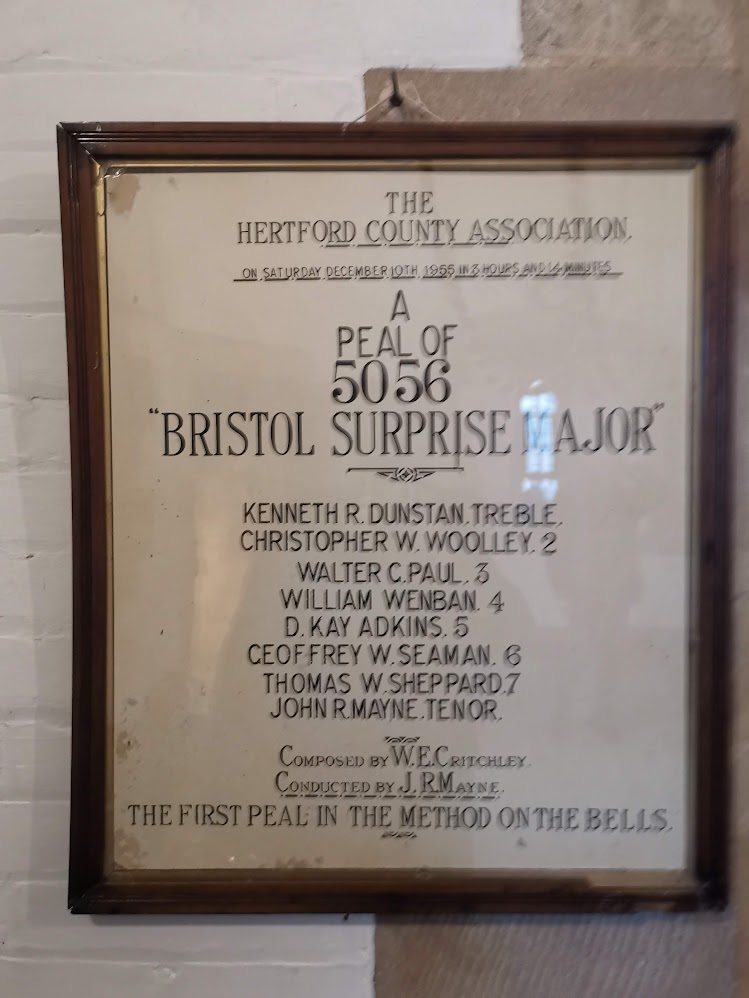 THE
HERTFORD COUNTY ASSOCIATION.
ON SATURDAY DECEMBER 10TH, 1955 IN 3 HOURS AND 14 MINUTES
A
PEAL OF
5056
"BRISTOL SURPRISE MAJOR"
KENNETH R. DUNSTAN. TREBLE.
CHRISTOPHER W. WOOLLEY. 2
WALTER C. PAUL. 3
WILLIAM WENBAN. 4
D. KAY ADKINS. 5
GEOFFREY W. SEAMAN. 6
THOMAS W. SHEPPARD. 7
JOHN R. MAYNE. TENOR.
COMPOSED BY W. E. CRITCHLEY.
CONDUCTED BY J. R. MAYNE.
THE FIRST PEAL IN THE METHOD ON THE BELLS.